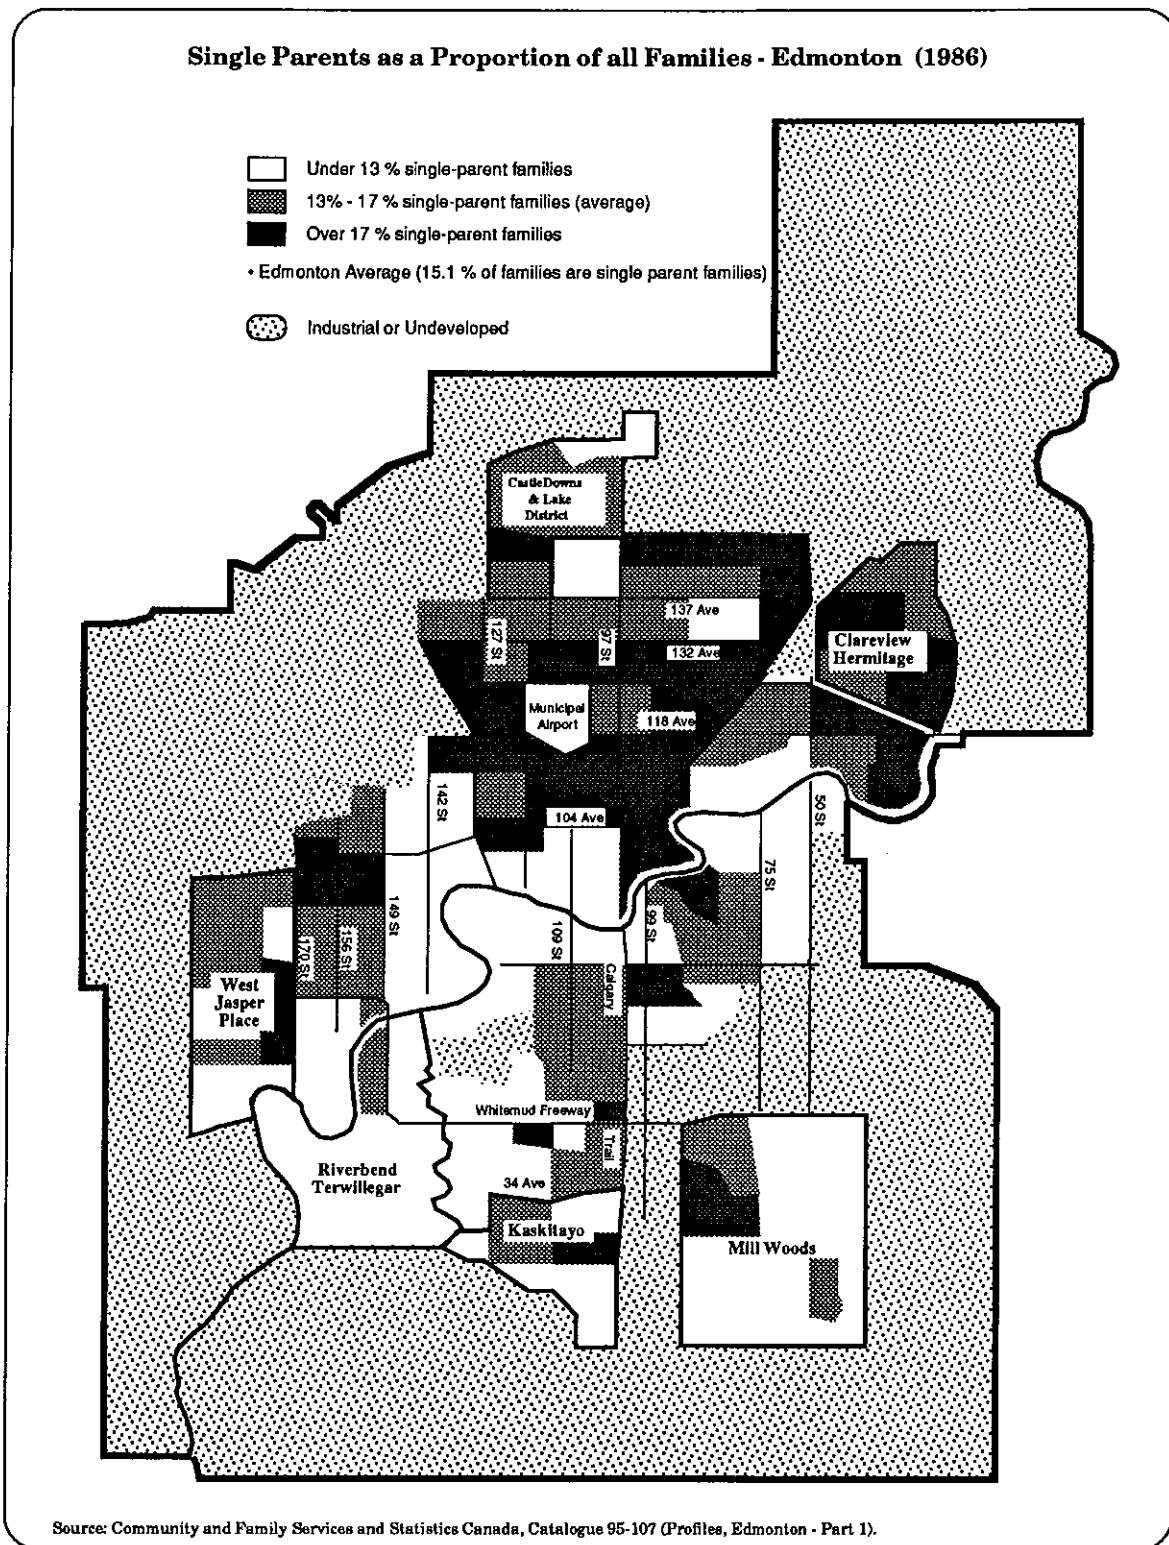 Single Parents as a Proportion of all Families - Edmonton (1986)
Under 13 % single-parent families
13% - 17 % single-parent families (average)
Over 17 % single-parent families
• Edmonton Average (15.1 % of families are single parent families)
Industrial or Undeveloped
CastleDowns
& Lake
District
137 Ave
127 St
97 St
132 Ave
Clareview
Hermitage
Municipal
Airport
118 Ave
142 St
104 Ave
50 St
75 St
149 St
156 St
170 St
109 St
99 St
Calgary
West
Jasper
Place
Whitemud Freeway
Trail
Riverbend
Terwillegar
34 Ave
Kaskitayo
Mill Woods
Source: Community and Family Services and Statistics Canada, Catalogue 95-107 (Profiles, Edmonton - Part 1).